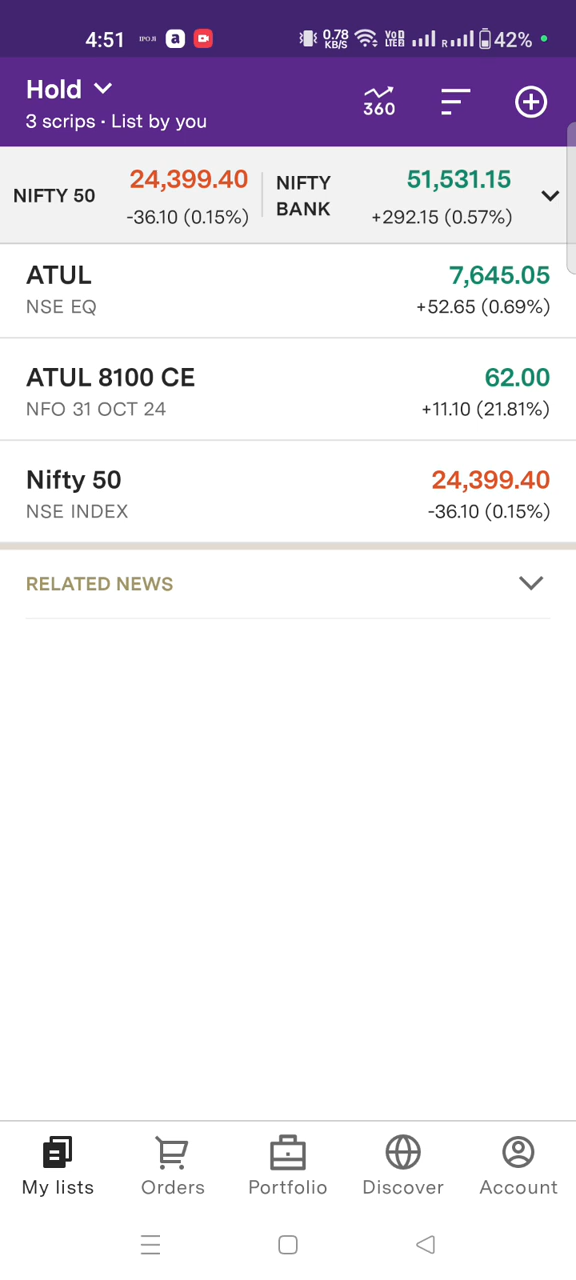 4:51 IPOJI a 0.78 KB/S VoD LTE2 R 42%
Hold
3 scrips · List by you
360
NIFTY 50 24,399.40 -36.10 (0.15%)
NIFTY BANK 51,531.15 +292.15 (0.57%)
ATUL 7,645.05
NSE EQ +52.65 (0.69%)
ATUL 8100 CE 62.00
NFO 31 OCT 24 +11.10 (21.81%)
Nifty 50 24,399.40
NSE INDEX -36.10 (0.15%)
RELATED NEWS
My lists Orders Portfolio Discover Account